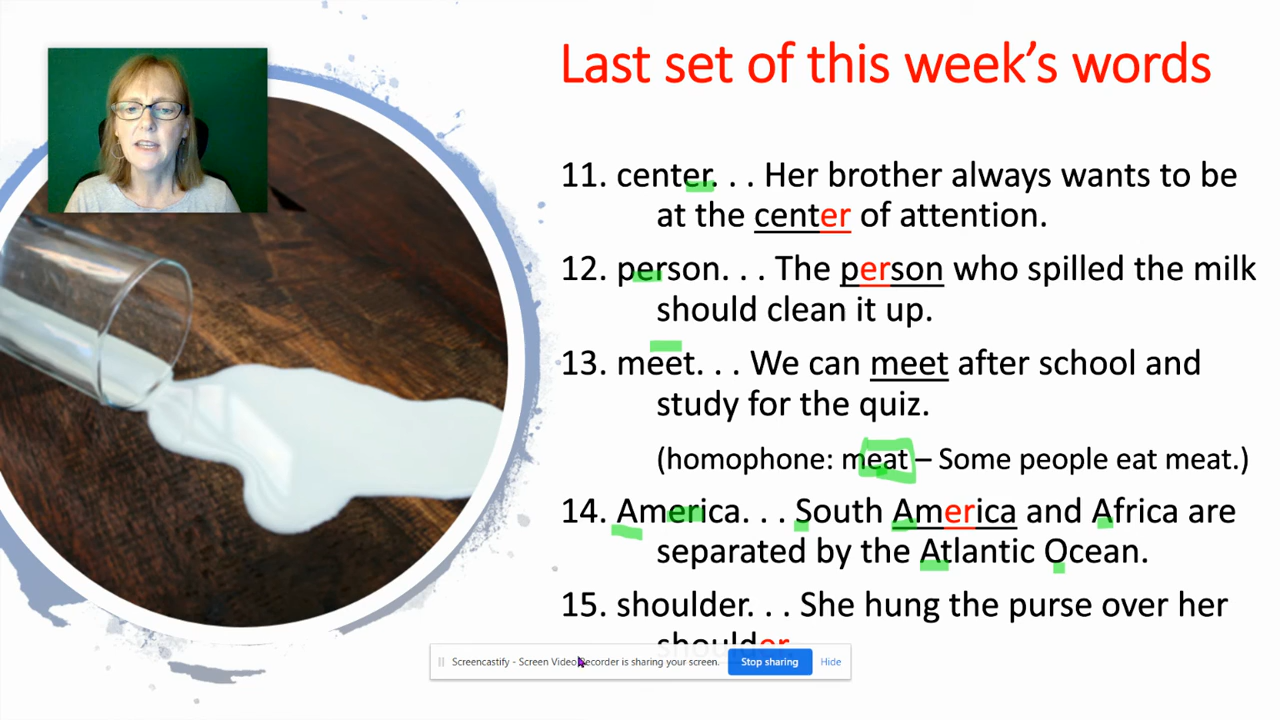 Last set of this week's words
11. center. . . Her brother always wants to be
at the center of attention.
12. person. . . The person who spilled the milk
should clean it up.
13. meet. . . We can meet after school and
study for the quiz.
(homophone: meat – Some people eat meat.)
14. America. . . South America and Africa are
separated by the Atlantic Ocean.
15. shoulder. . . She hung the purse over her
shoulder.
Screencastify - Screen Video Recorder is sharing your screen. Stop sharing Hide